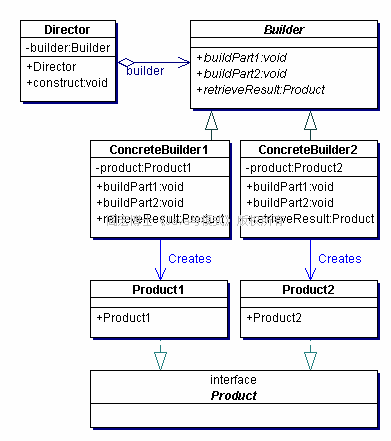 Director
-builder:Builder
+Director
+construct:void
builder
Builder
+buildPart1:void
+buildPart2:void
+retrieveResult:Product
ConcreteBuilder1
-product:Product1
+buildPart1:void
+buildPart2:void
+retrieveResult:Product
ConcreteBuilder2
-product:Product2
+buildPart1:void
+buildPart2:void
+retrieveResult:Product
Creates
Creates
Product1
+Product1
Product2
+Product2
interface
Product